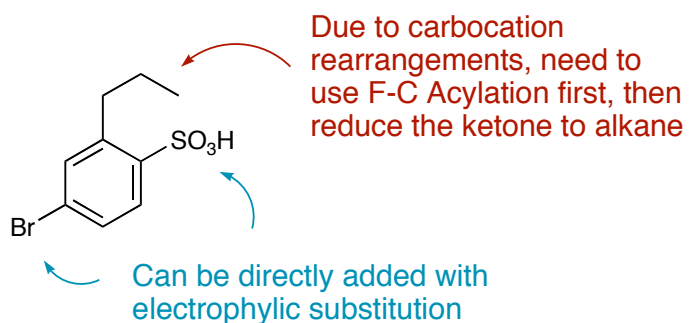 Due to carbocation
rearrangements, need to
use F-C Acylation first, then
reduce the ketone to alkane
SO₃H
Br
Can be directly added with
electrophylic substitution